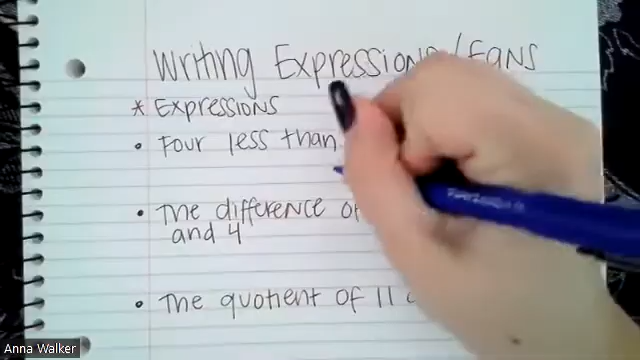 Writing Expressions/Eqns
* Expressions
• Four less than
• The difference of
and 4
• The quotient of 11
Anna Walker